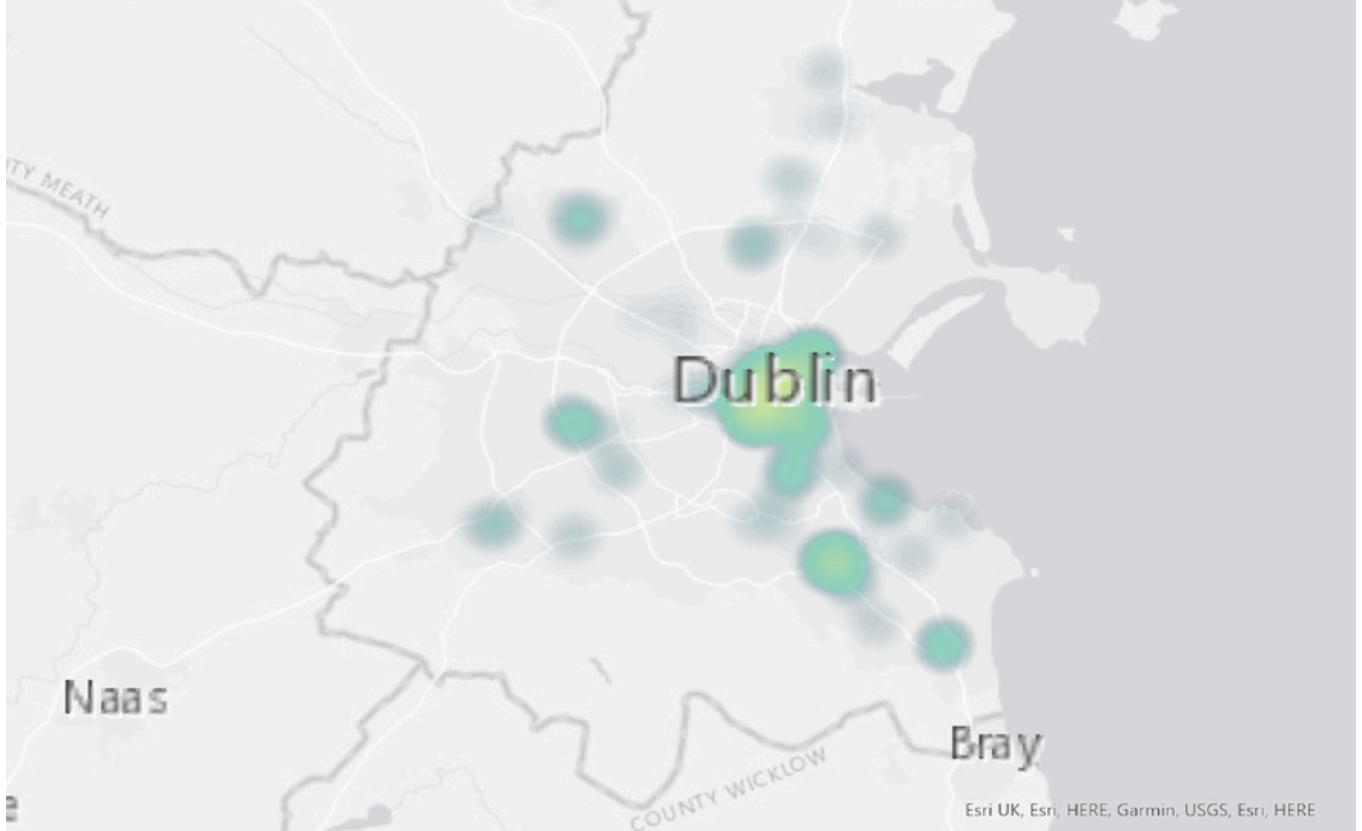 TY MEATH
Dublin
Naas
Bray
COUNTY WICKLOW
e
Esri UK, Esri, HERE, Garmin, USGS, Esri, HERE